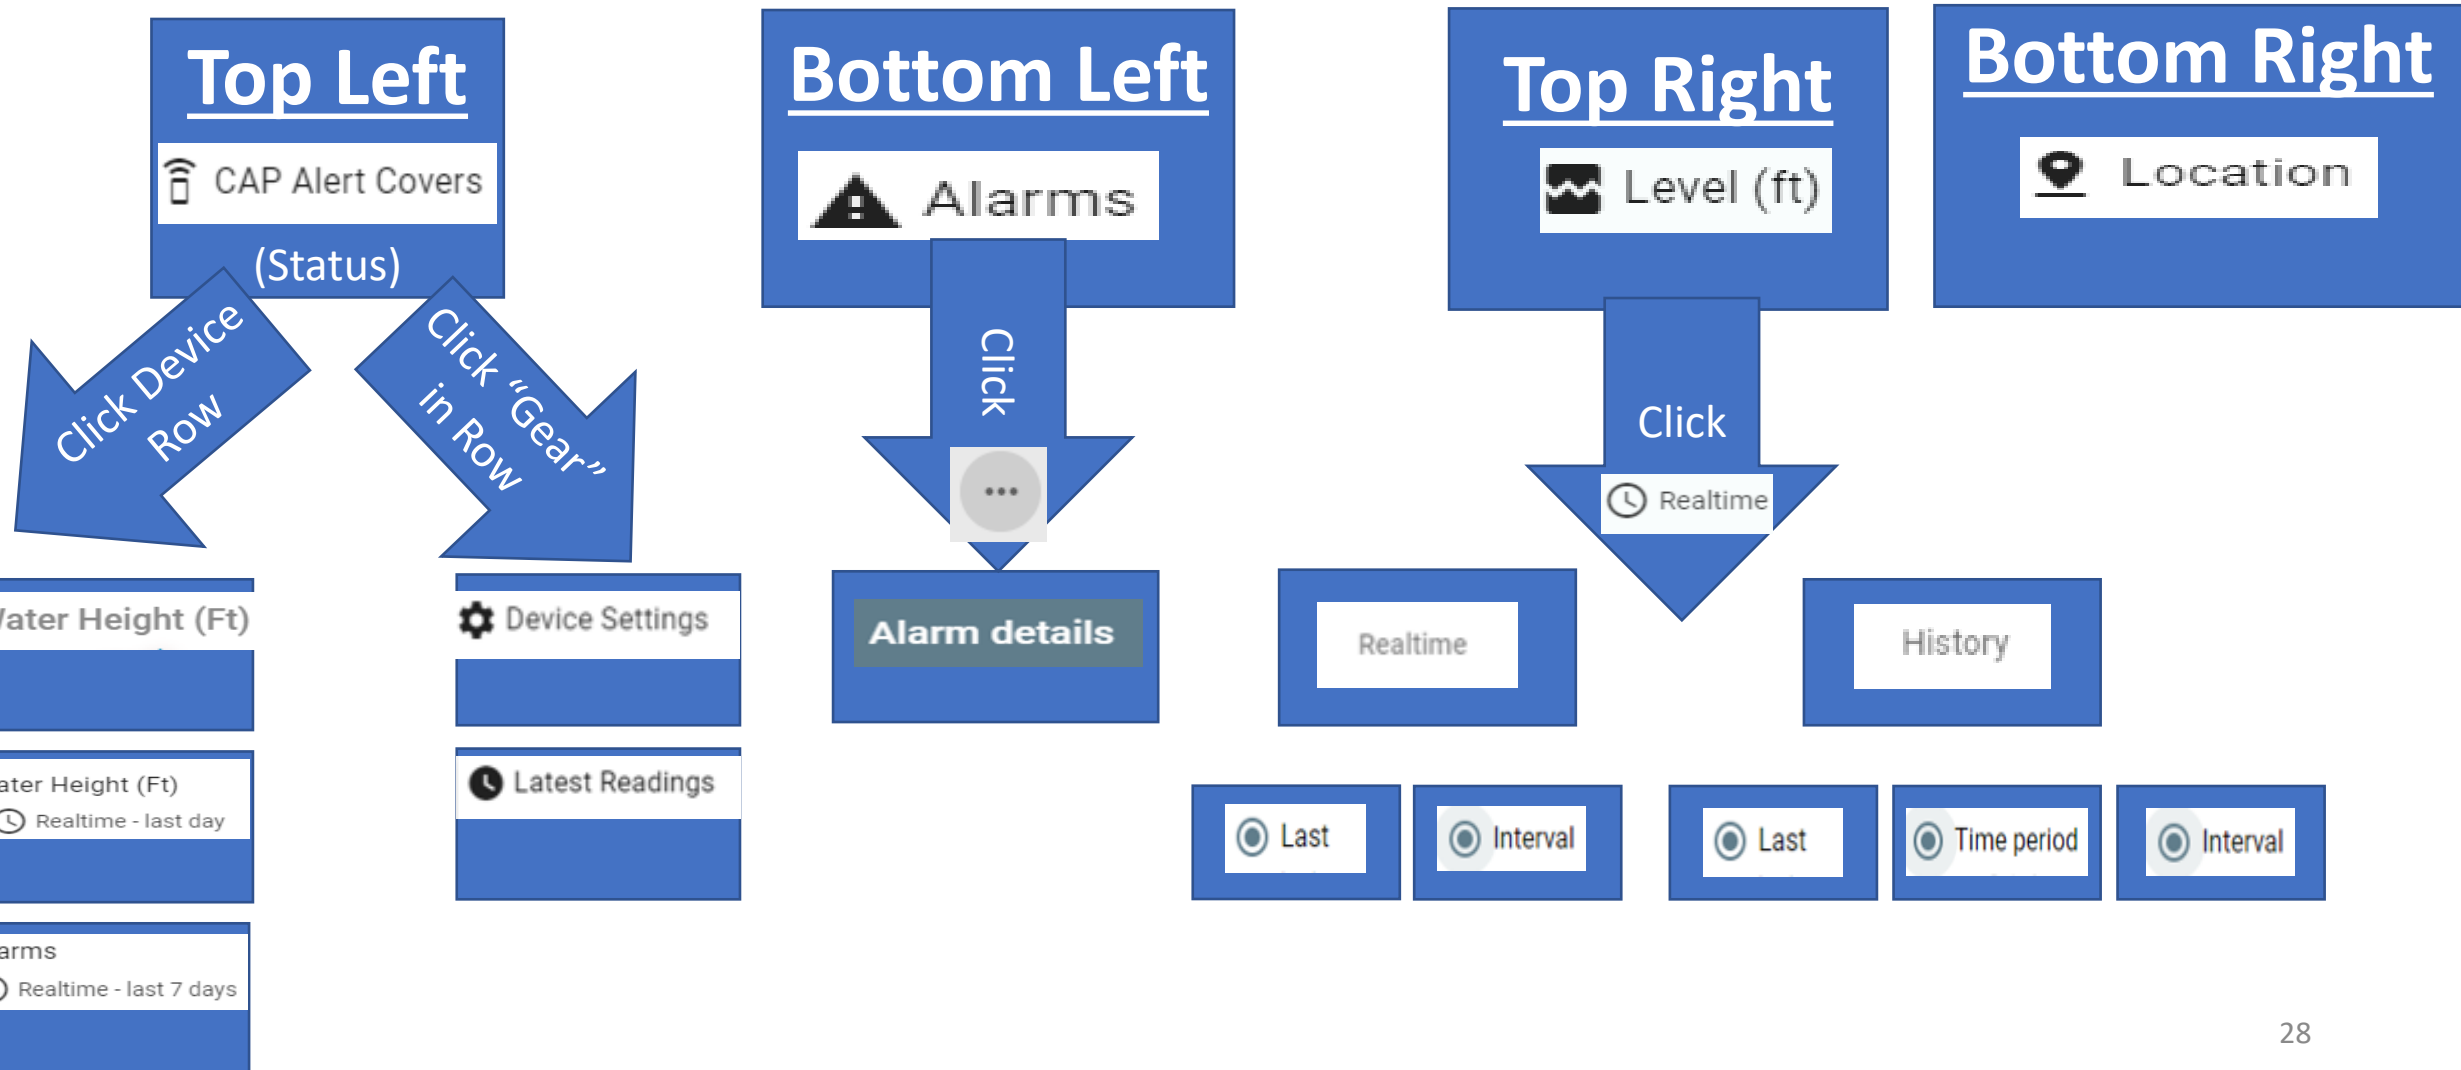 Top Left
CAP Alert Covers
(Status)
Click Device
Row
Click “Gear”
in Row
Water Height (Ft)
ater Height (Ft)
Realtime - last day
arms
Realtime - last 7 days
Device Settings
Latest Readings
Bottom Left
Alarms
Click
Alarm details
Top Right
Level (ft)
Click
Realtime
Realtime
History
Last
Interval
Last
Time period
Interval
Bottom Right
Location
28